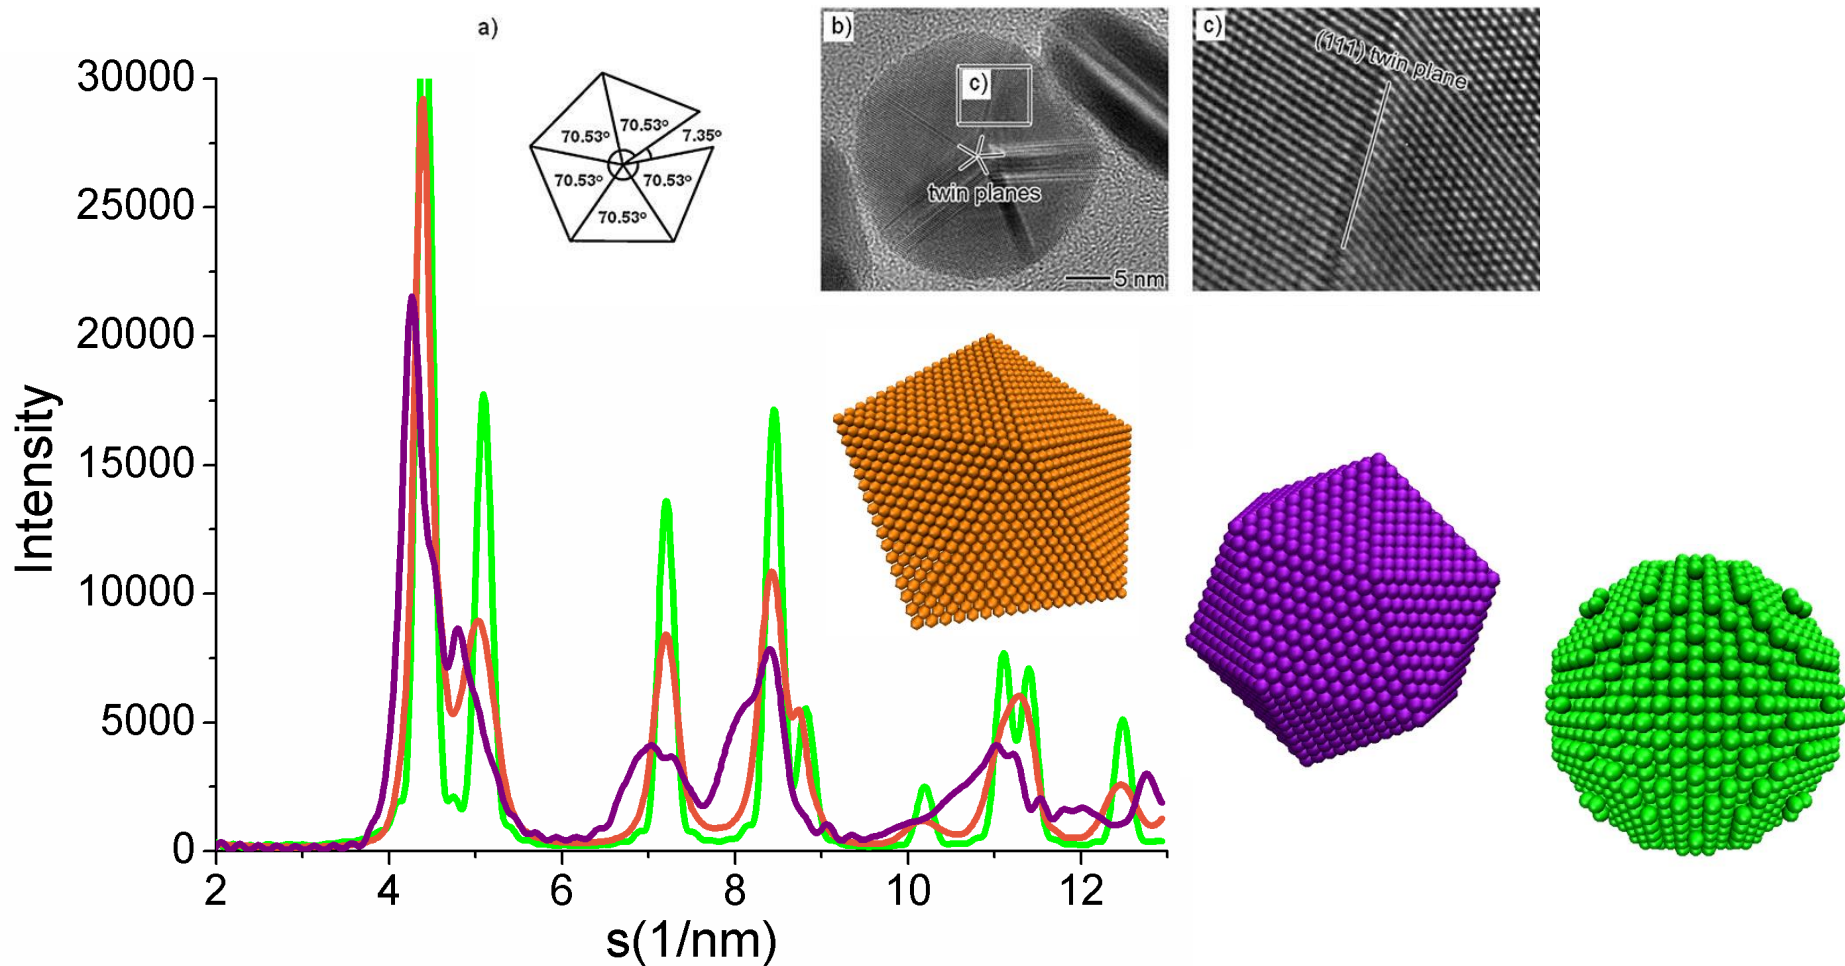 a)
70.53°
70.53°
7.35°
70.53°
70.53°
70.53°
b)
c)
twin planes
5 nm
c)
(111) twin plane
30000
25000
20000
15000
10000
5000
0
Intensity
2
4
6
8
10
12
s(1/nm)